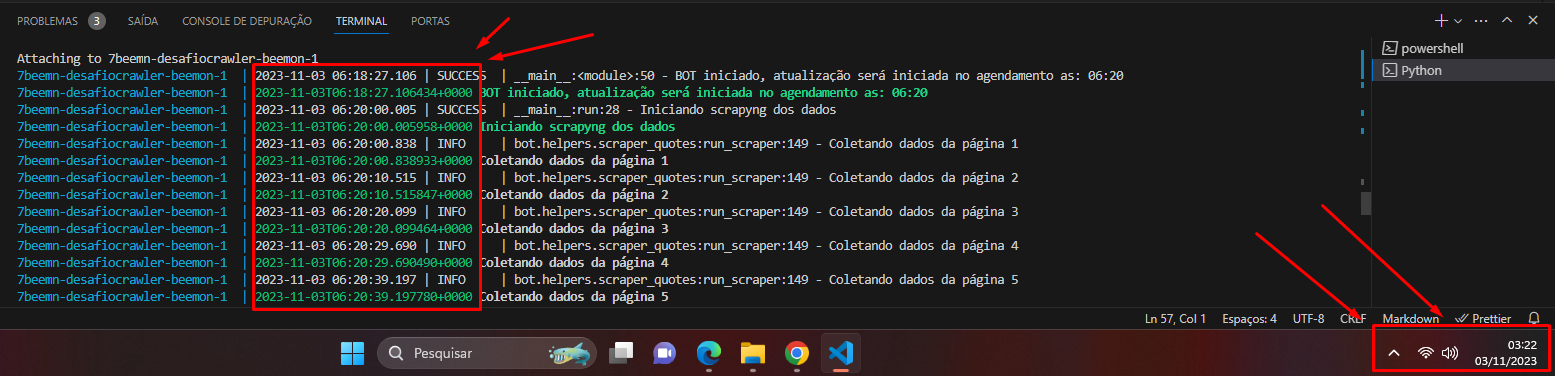 PROBLEMAS 3 SAÍDA CONSOLE DE DEPURAÇÃO TERMINAL PORTAS
Attaching to 7beemn-desafiocrawler-beemon-1
7beemn-desafiocrawler-beemon-1 | 2023-11-03 06:18:27.106 | SUCCESS | __main__:<module>:50 - BOT iniciado, atualização será iniciada no agendamento as: 06:20
7beemn-desafiocrawler-beemon-1 | 2023-11-03T06:18:27.106434+0000 BOT iniciado, atualização será iniciada no agendamento as: 06:20
7beemn-desafiocrawler-beemon-1 | 2023-11-03 06:20:00.005 | SUCCESS | __main__:run:28 - Iniciando scrapyng dos dados
7beemn-desafiocrawler-beemon-1 | 2023-11-03T06:20:00.005958+0000 Iniciando scrapyng dos dados
7beemn-desafiocrawler-beemon-1 | 2023-11-03 06:20:00.838 | INFO | bot.helpers.scraper_quotes:run_scraper:149 - Coletando dados da página 1
7beemn-desafiocrawler-beemon-1 | 2023-11-03T06:20:00.838933+0000 Coletando dados da página 1
7beemn-desafiocrawler-beemon-1 | 2023-11-03 06:20:10.515 | INFO | bot.helpers.scraper_quotes:run_scraper:149 - Coletando dados da página 2
7beemn-desafiocrawler-beemon-1 | 2023-11-03T06:20:10.515847+0000 Coletando dados da página 2
7beemn-desafiocrawler-beemon-1 | 2023-11-03 06:20:20.099 | INFO | bot.helpers.scraper_quotes:run_scraper:149 - Coletando dados da página 3
7beemn-desafiocrawler-beemon-1 | 2023-11-03T06:20:20.099464+0000 Coletando dados da página 3
7beemn-desafiocrawler-beemon-1 | 2023-11-03 06:20:29.690 | INFO | bot.helpers.scraper_quotes:run_scraper:149 - Coletando dados da página 4
7beemn-desafiocrawler-beemon-1 | 2023-11-03T06:20:29.690490+0000 Coletando dados da página 4
7beemn-desafiocrawler-beemon-1 | 2023-11-03 06:20:39.197 | INFO | bot.helpers.scraper_quotes:run_scraper:149 - Coletando dados da página 5
7beemn-desafiocrawler-beemon-1 | 2023-11-03T06:20:39.197780+0000 Coletando dados da página 5
powershell
Python
Ln 57, Col 1 Espaços: 4 UTF-8 CRLF Markdown Prettier
Pesquisar
03:22
03/11/2023